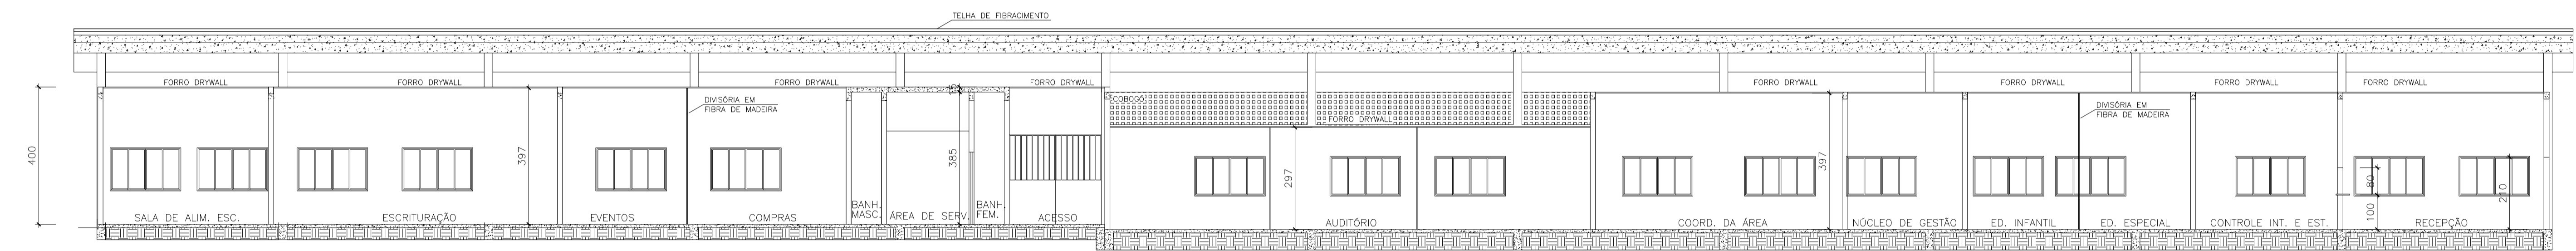 TELHA DE FIBRACIMENTO
FORRO DRYWALL
FORRO DRYWALL
FORRO DRYWALL
FORRO DRYWALL
FORRO DRYWALL
FORRO DRYWALL
FORRO DRYWALL
FORRO DRYWALL
15
COBOGÓ
DIVISÓRIA EM
FIBRA DE MADEIRA
DIVISÓRIA EM
FIBRA DE MADEIRA
FORRO DRYWALL
400
397
385
297
397
80
100
210
SALA DE ALIM. ESC.
ESCRITURAÇÃO
EVENTOS
COMPRAS
BANH.
MASC.
ÁREA DE SERV.
BANH.
FEM.
ACESSO
AUDITÓRIO
COORD. DA ÁREA
NÚCLEO DE GESTÃO
ED. INFANTIL
ED. ESPECIAL
CONTROLE INT. E EST.
RECEPÇÃO